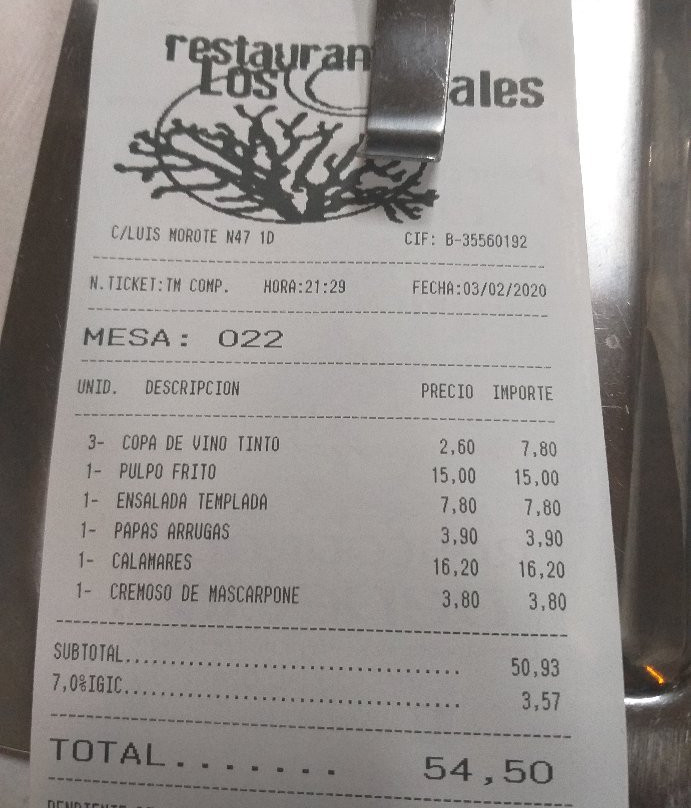 restauran
LOS ales
C/LUIS MOROTE N47 1D CIF: B-35560192
N.TICKET:TM COMP. HORA:21:29 FECHA:03/02/2020
MESA: 022
UNID. DESCRIPCION PRECIO IMPORTE
3- COPA DE VINO TINTO 2,60 7,80
1- PULPO FRITO 15,00 15,00
1- ENSALADA TEMPLADA 7,80 7,80
1- PAPAS ARRUGAS 3,90 3,90
1- CALAMARES 16,20 16,20
1- CREMOSO DE MASCARPONE 3,80 3,80
SUBTOTAL........................................ 50,93
7,0%IGIC........................................ 3,57
TOTAL....... 54,50